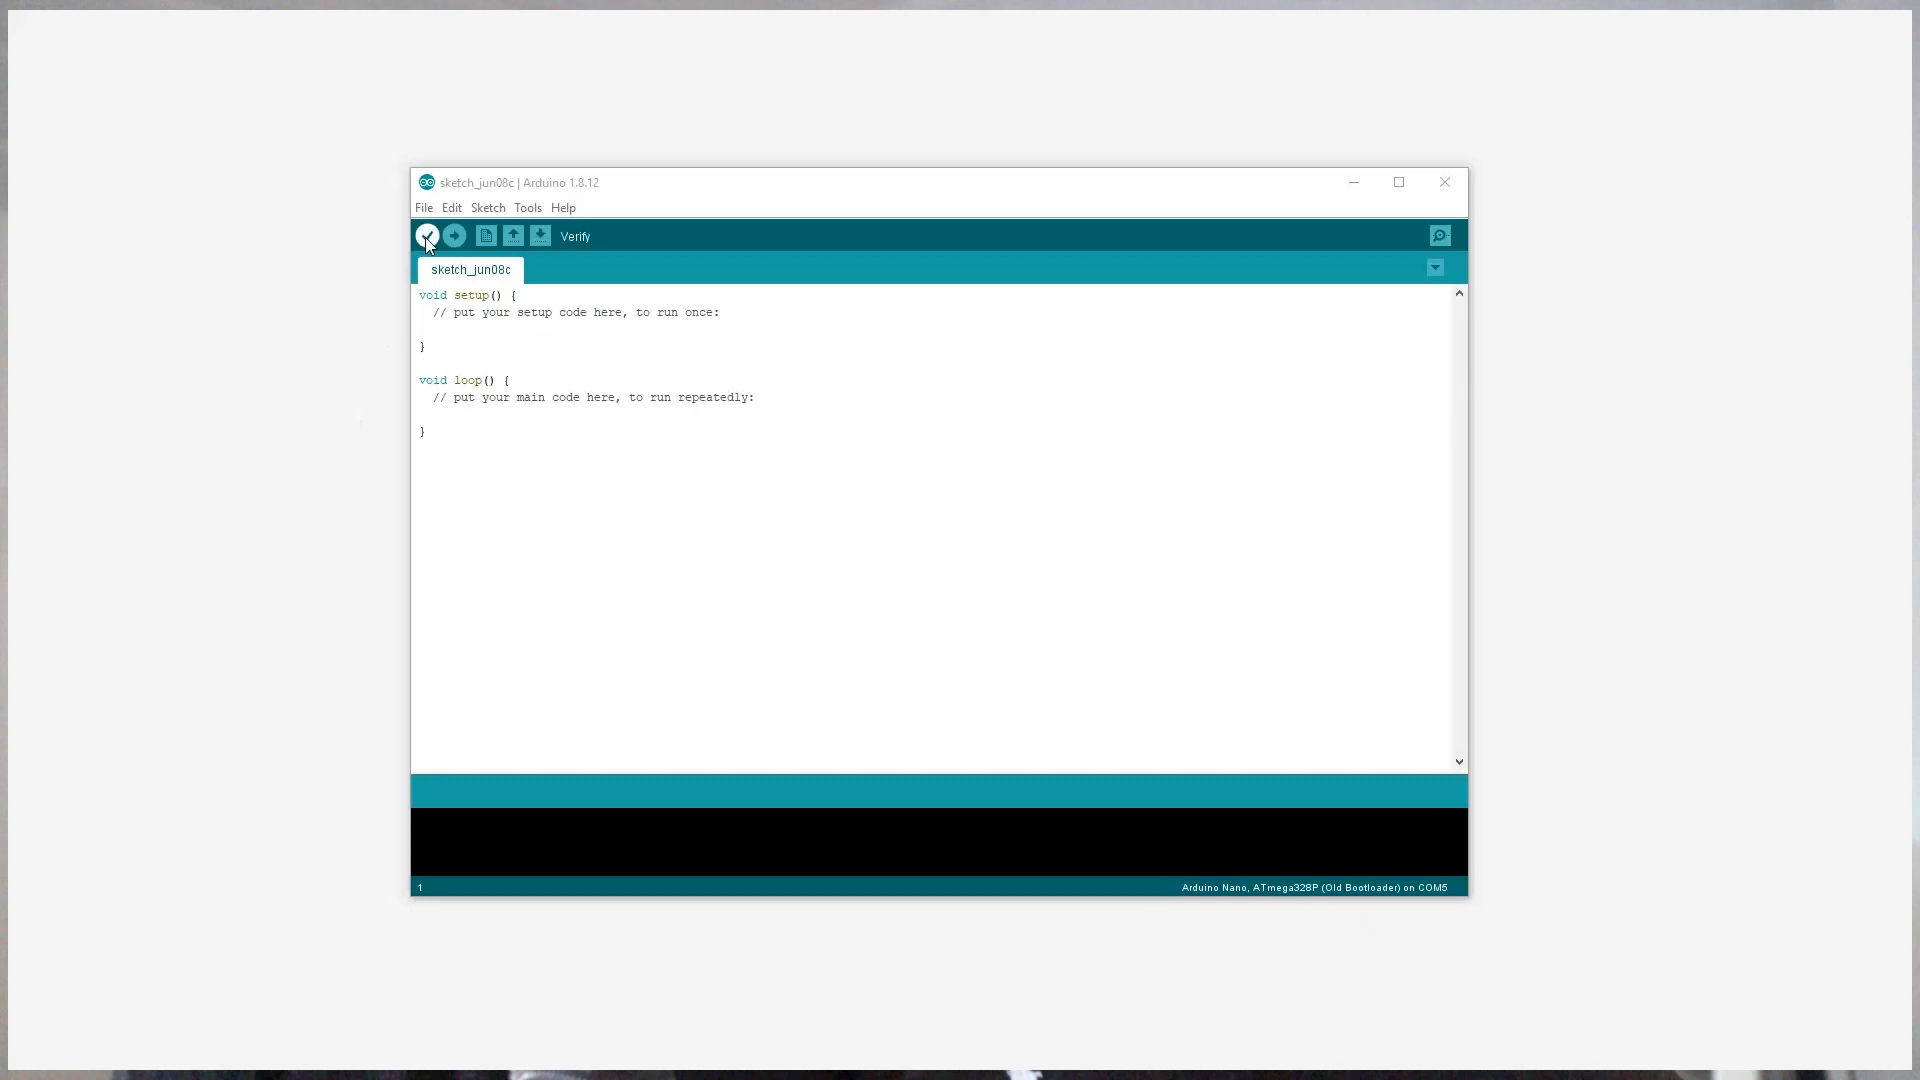 sketch_jun08c | Arduino 1.8.12
File Edit Sketch Tools Help
Verify
sketch_jun08c
void setup() {
  // put your setup code here, to run once:
}
void loop() {
  // put your main code here, to run repeatedly:
}
1
Arduino Nano, ATmega328P (Old Bootloader) on COM5